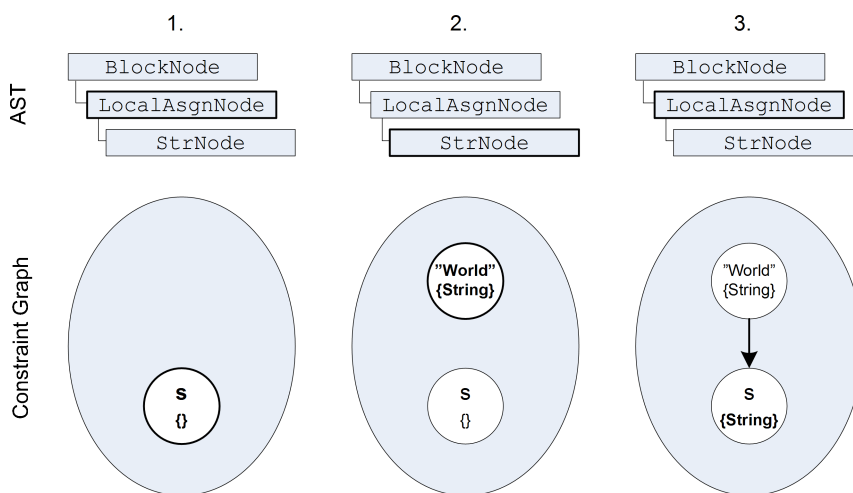 1.
2.
3.
AST
BlockNode
LocalAsgnNode
StrNode
BlockNode
LocalAsgnNode
StrNode
BlockNode
LocalAsgnNode
StrNode
Constraint Graph
s
{}
”World”
{String}
s
{}
”World”
{String}
s
{String}